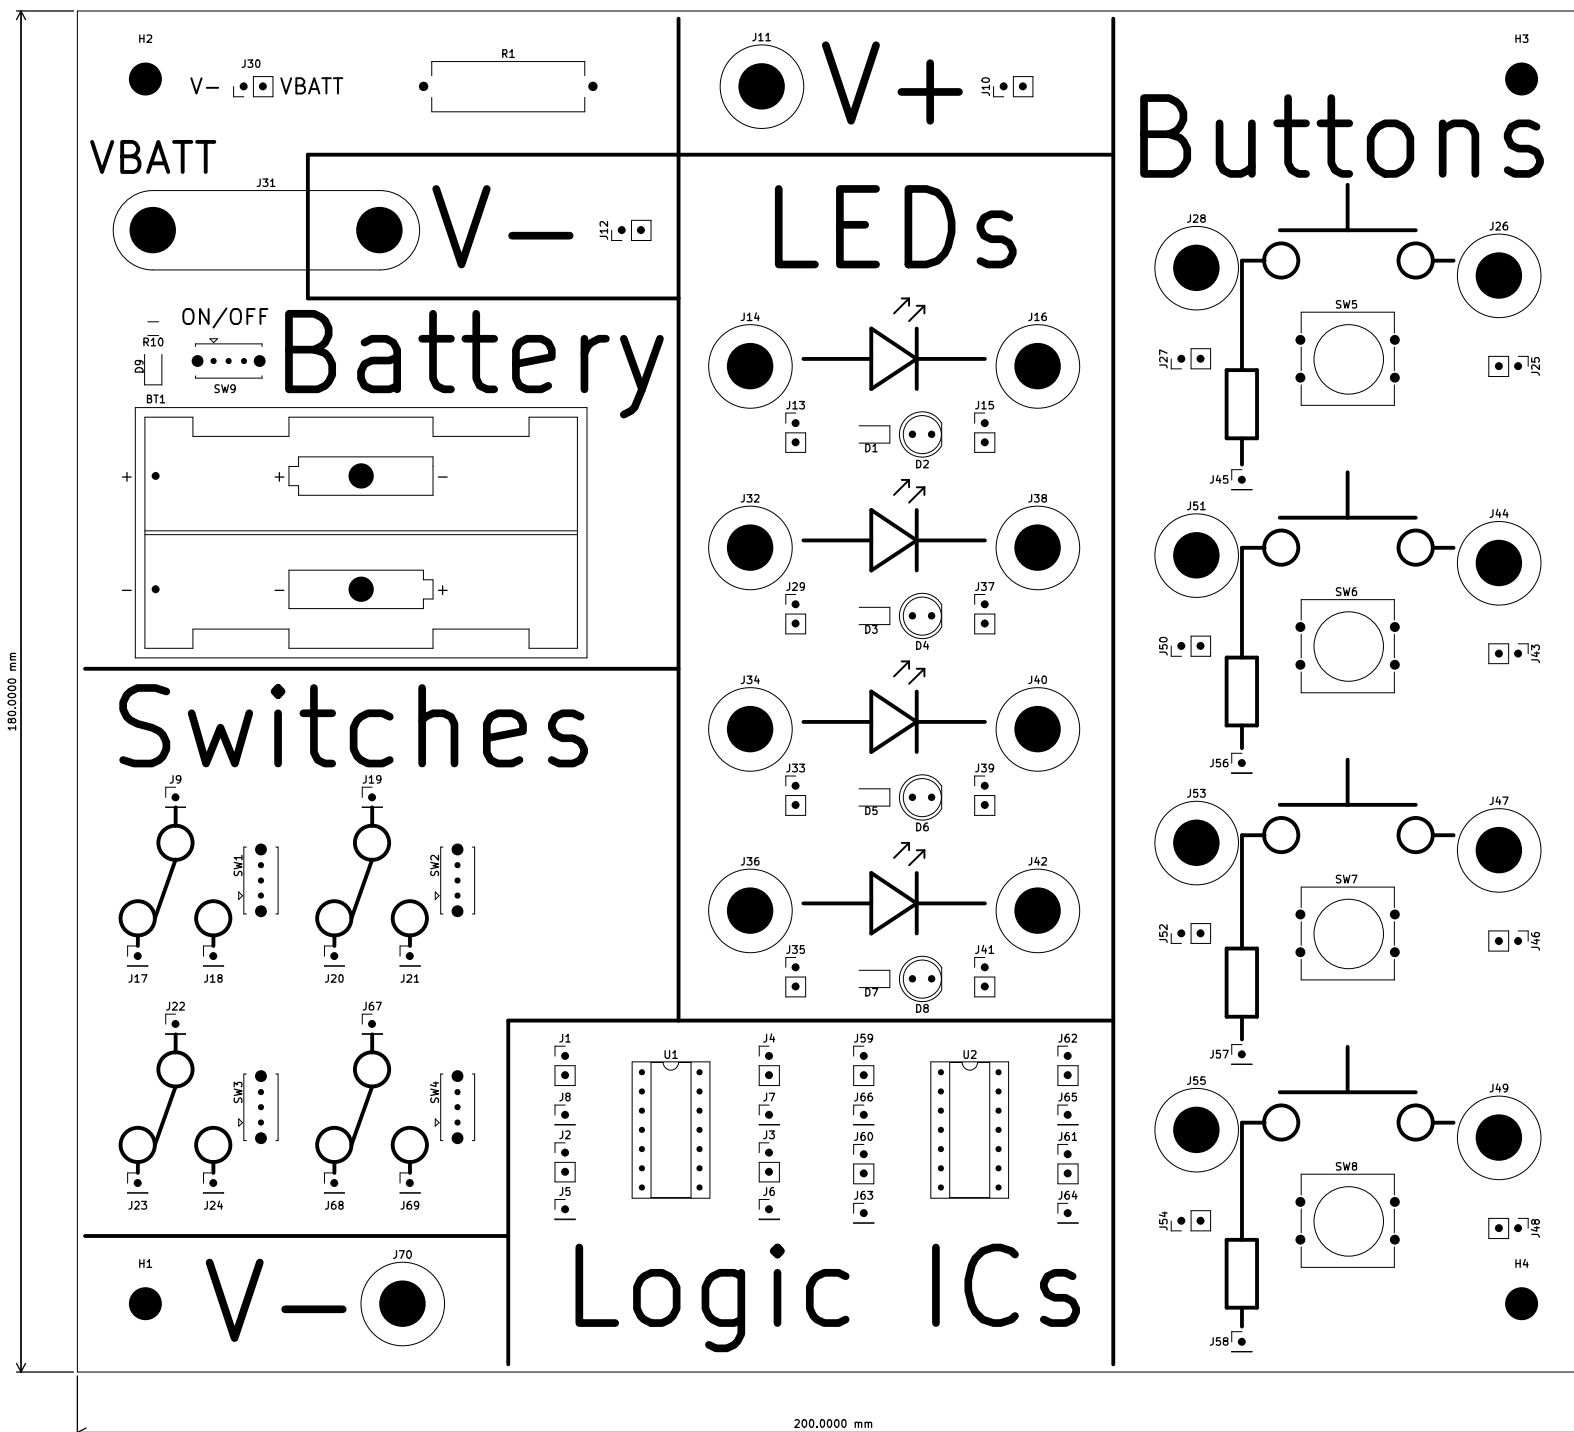 H2
J30
V- VBATT
R1
VBATT
J31
V-
J12
J11
V+
J10
ON/OFF
R10
D9
SW9
Battery
BT1
+ + -
- - +
Switches
J9 J19
SW1 SW2
J17 J18 J20 J21
J22 J67
SW3 SW4
J23 J24 J68 J69
H1
V-
J70
LEDs
J14 J16
J13 J15
D1 D2
J32 J38
J29 J37
D3 D4
J34 J40
J33 J39
D5 D6
J36 J42
J35 J41
D7 D8
J1 U1 J4 J59 U2 J62
J8 J7 J66 J65
J2 J3 J60 J61
J5 J6 J63 J64
Logic ICs
H3
Buttons
J28 J26
SW5
J27 J25
J45
J51 J44
SW6
J50 J43
J56
J53 J47
SW7
J52 J46
J57
J55 J49
SW8
J54 J48
H4
J58
180.0000 mm
200.0000 mm